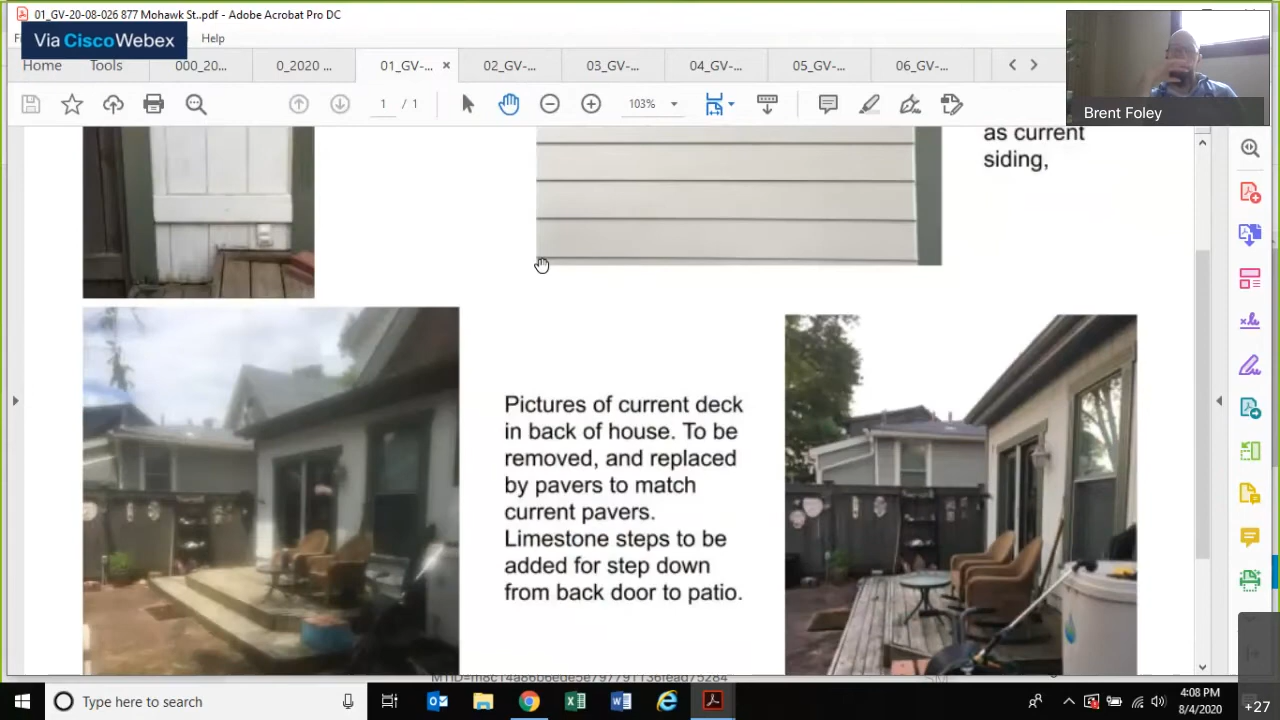 01_GV-20-08-026 877 Mohawk St..pdf - Adobe Acrobat Pro DC
Via Cisco Webex
Help
Home
Tools
000_20...
0_2020 ...
01_GV-... ×
02_GV-...
03_GV-...
04_GV-...
05_GV-...
06_GV-...
1 / 1
103%
Brent Foley
as current
siding,
Pictures of current deck
in back of house. To be
removed, and replaced
by pavers to match
current pavers.
Limestone steps to be
added for step down
from back door to patio.
Type here to search
4:08 PM
8/4/2020
+27